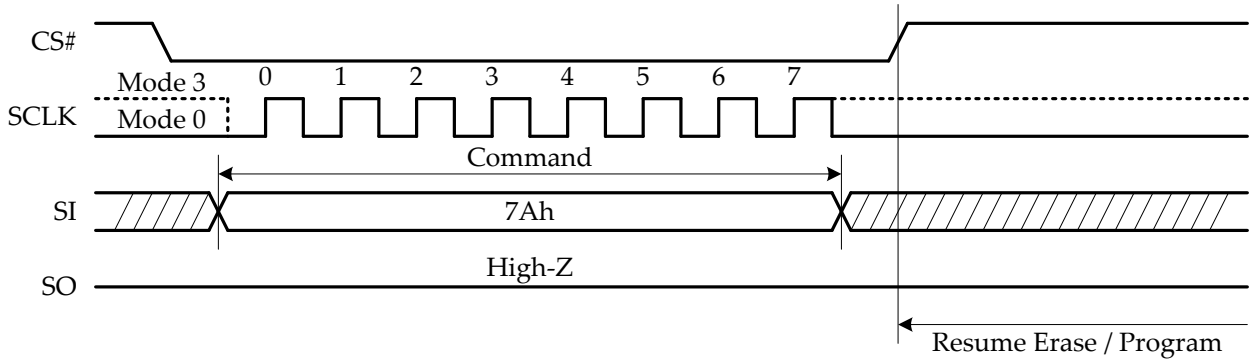 CS#
Mode 3
0 1 2 3 4 5 6 7
SCLK
Mode 0
Command
SI
7Ah
High-Z
SO
Resume Erase / Program